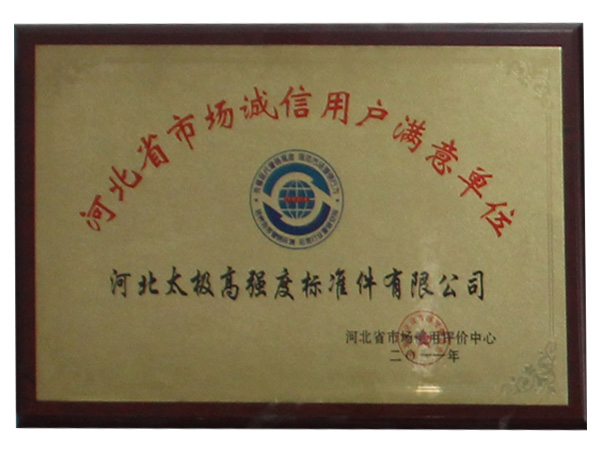 河北省市场诚信用户满意单位
河北太极高强度标准件有限公司
河北省市场信用评价中心
二〇一一年